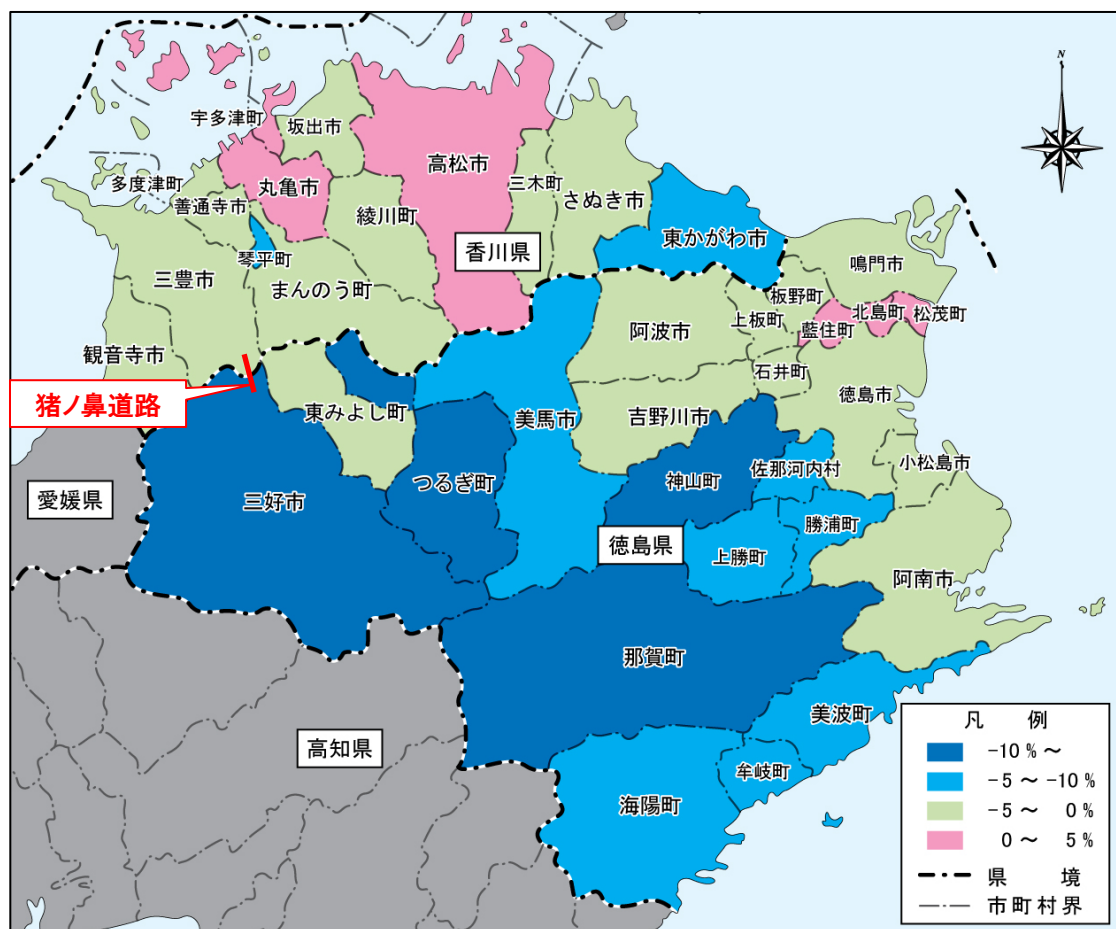 N
宇多津町
坂出市
高松市
多度津町
丸亀市
三木町
さぬき市
善通寺市
綾川町
東かがわ市
香川県
琴平町
三豊市
まんのう町
鳴門市
板野町
上板町
北島町
松茂町
藍住町
阿波市
観音寺市
石井町
徳島市
猪ノ鼻道路
東みよし町
美馬市
吉野川市
小松島市
佐那河内村
つるぎ町
神山町
愛媛県
三好市
勝浦町
徳島県
上勝町
阿南市
那賀町
美波町
高知県
牟岐町
海陽町
凡 例
-10 % ~
-5 ~ -10 %
-5 ~ 0 %
0 ~ 5 %
県 境
市町村界